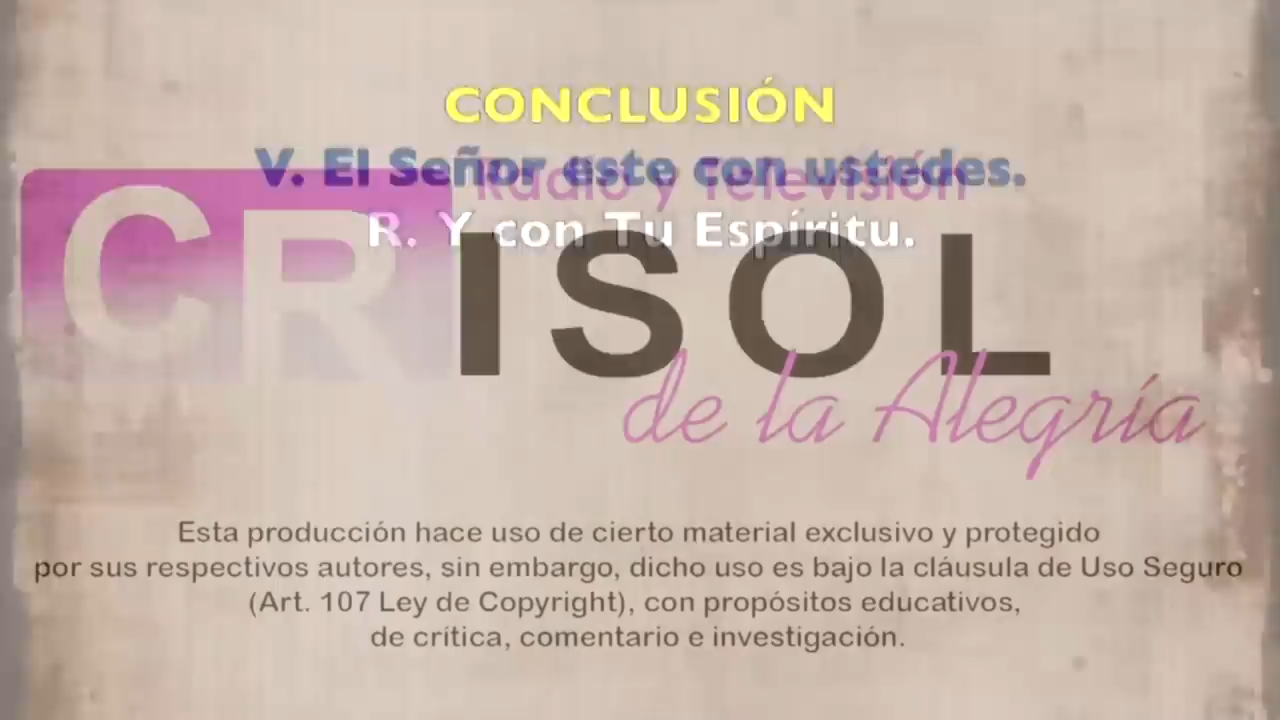 CONCLUSIÓN
V. El Señor este con ustedes.
Radio y Televisión
R. Y con Tu Espíritu.
CRISOL
de la Alegría
Esta producción hace uso de cierto material exclusivo y protegido
por sus respectivos autores, sin embargo, dicho uso es bajo la cláusula de Uso Seguro
(Art. 107 Ley de Copyright), con propósitos educativos,
de crítica, comentario e investigación.